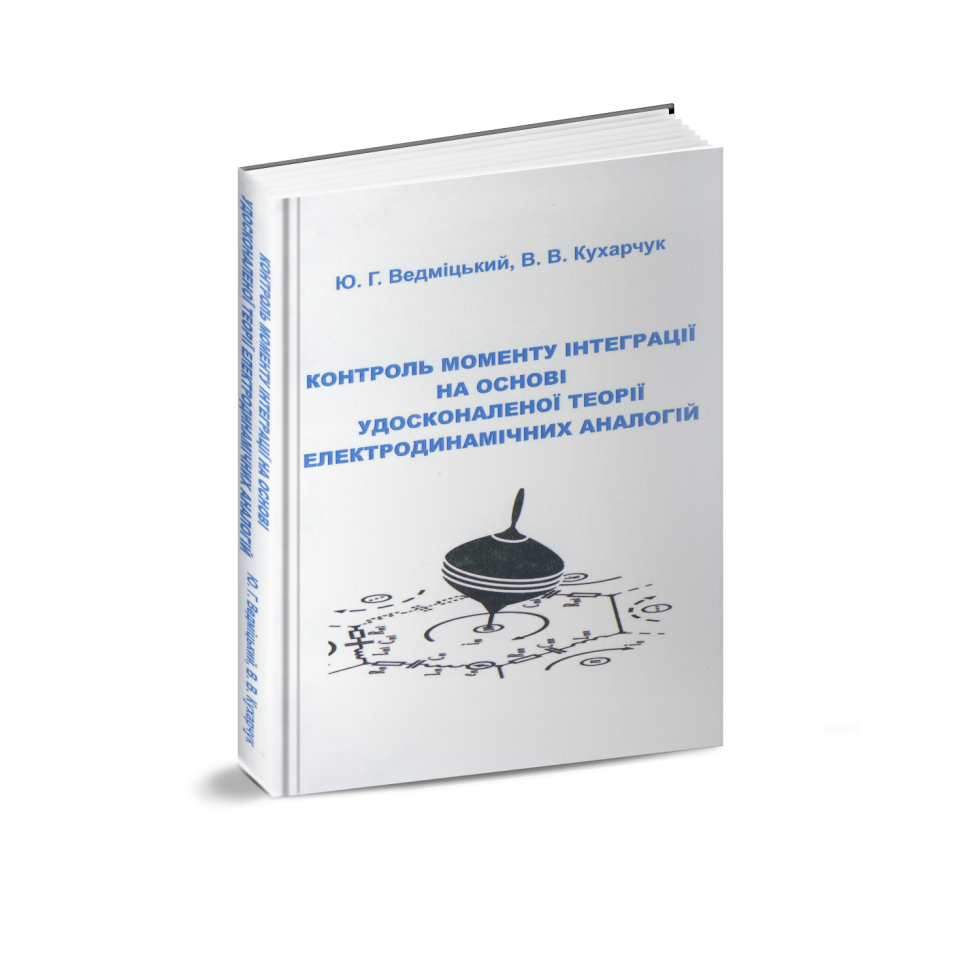 Ю. Г. Ведміцький, В. В. Кухарчук
КОНТРОЛЬ МОМЕНТУ ІНТЕГРАЦІЇ
НА ОСНОВІ
УДОСКОНАЛЕНОЇ ТЕОРІЇ
ЕЛЕКТРОДИНАМІЧНИХ АНАЛОГІЙ
КОНТРОЛЬ МОМЕНТУ ІНТЕГРАЦІЇ НА ОСНОВІ
УДОСКОНАЛЕНОЇ ТЕОРІЇ ЕЛЕКТРОДИНАМІЧНИХ АНАЛОГІЙ
Ю. Г. Ведміцький, В. В. Кухарчук